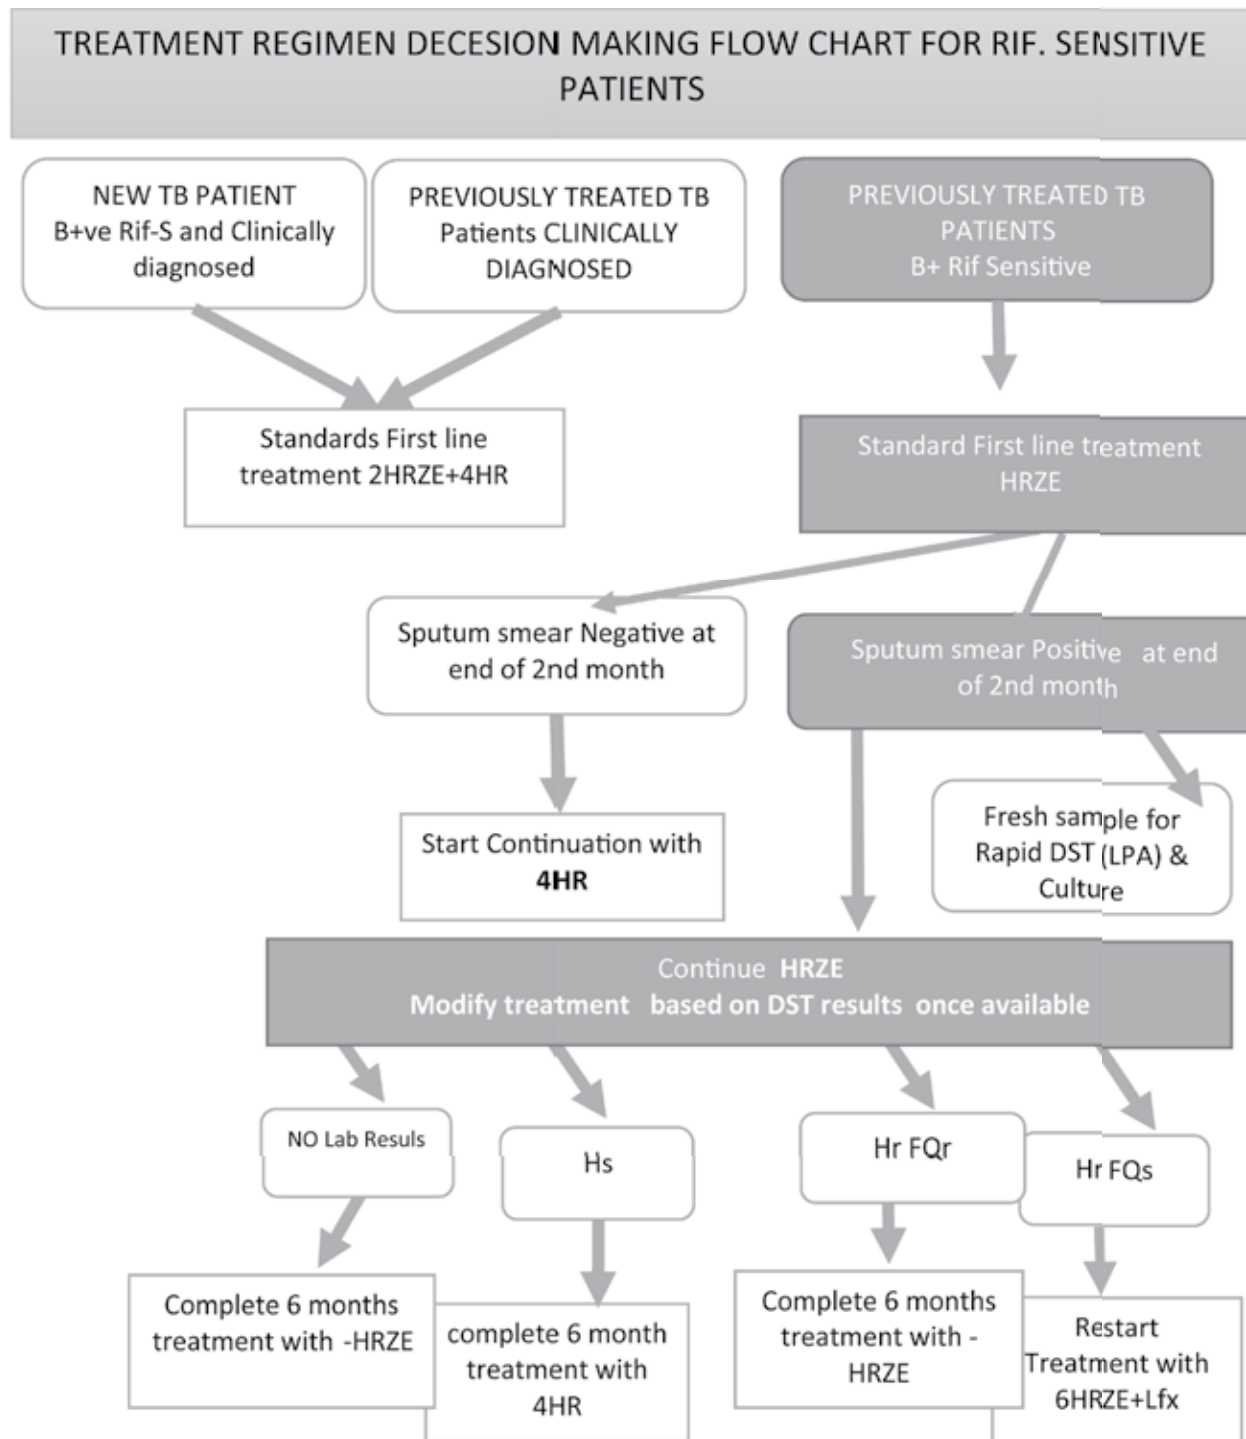 TREATMENT REGIMEN DECESION MAKING FLOW CHART FOR RIF. SENSITIVE
PATIENTS
NEW TB PATIENT
B+ve Rif-S and Clinically
diagnosed
PREVIOUSLY TREATED TB
Patients CLINICALLY
DIAGNOSED
PREVIOUSLY TREATED TB
PATIENTS
B+ Rif Sensitive
Standards First line
treatment 2HRZE+4HR
Standard First line treatment
HRZE
Sputum smear Negative at
end of 2nd month
Sputum smear Positive at end
of 2nd month
Start Continuation with
4HR
Fresh sample for
Rapid DST (LPA) &
Culture
Continue HRZE
Modify treatment based on DST results once available
NO Lab Resuls
Hs
Hr FQr
Hr FQs
Complete 6 months
treatment with -HRZE
complete 6 month
treatment with
4HR
Complete 6 months
treatment with -
HRZE
Restart
Treatment with
6HRZE+Lfx